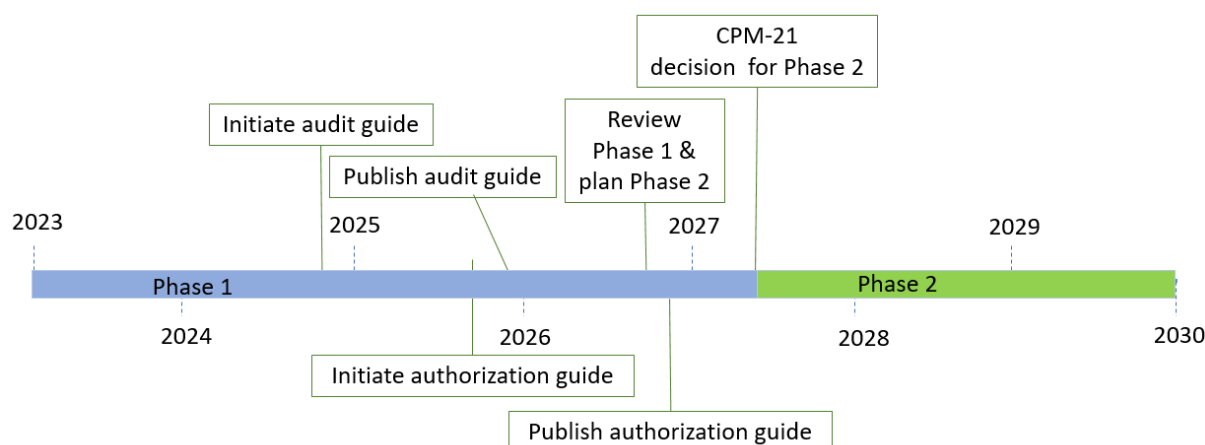 CPM-21
decision for Phase 2
Initiate audit guide
Review
Phase 1 &
plan Phase 2
Publish audit guide
2023
2025
2027
2029
Phase 1
Phase 2
2024
2026
2028
2030
Initiate authorization guide
Publish authorization guide